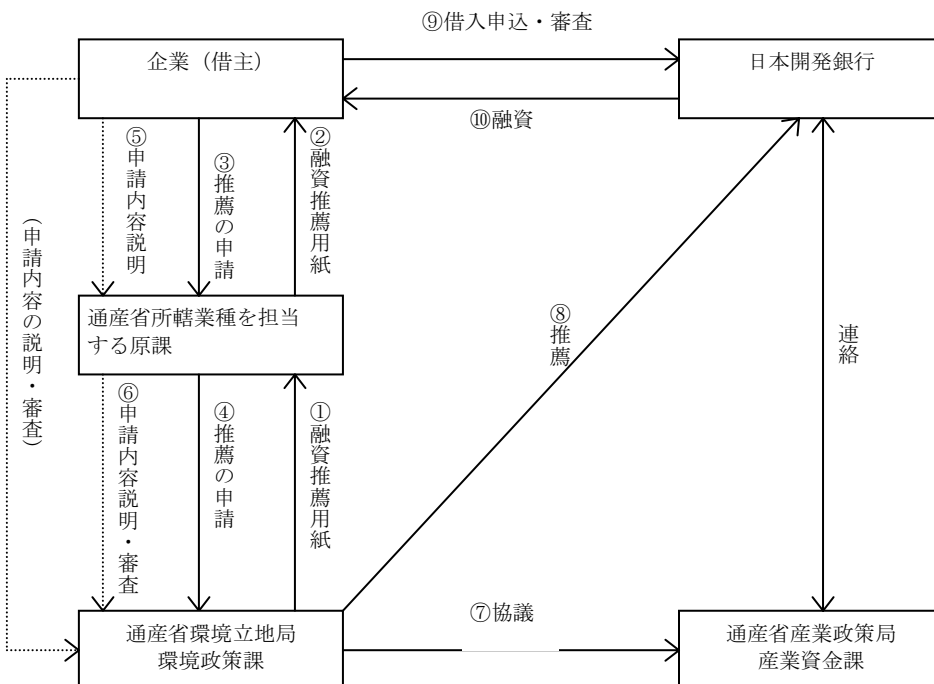 ⑨借入申込・審査
企業（借主）
日本開発銀行
⑩融資
⑤申請内容説明
③推薦の申請
②融資推薦用紙
（申請内容の説明・審査）
通産省所轄業種を担当
する原課
⑧推薦
連絡
⑥申請内容説明・審査
④推薦の申請
①融資推薦用紙
⑦協議
通産省環境立地局
環境政策課
通産省産業政策局
産業資金課